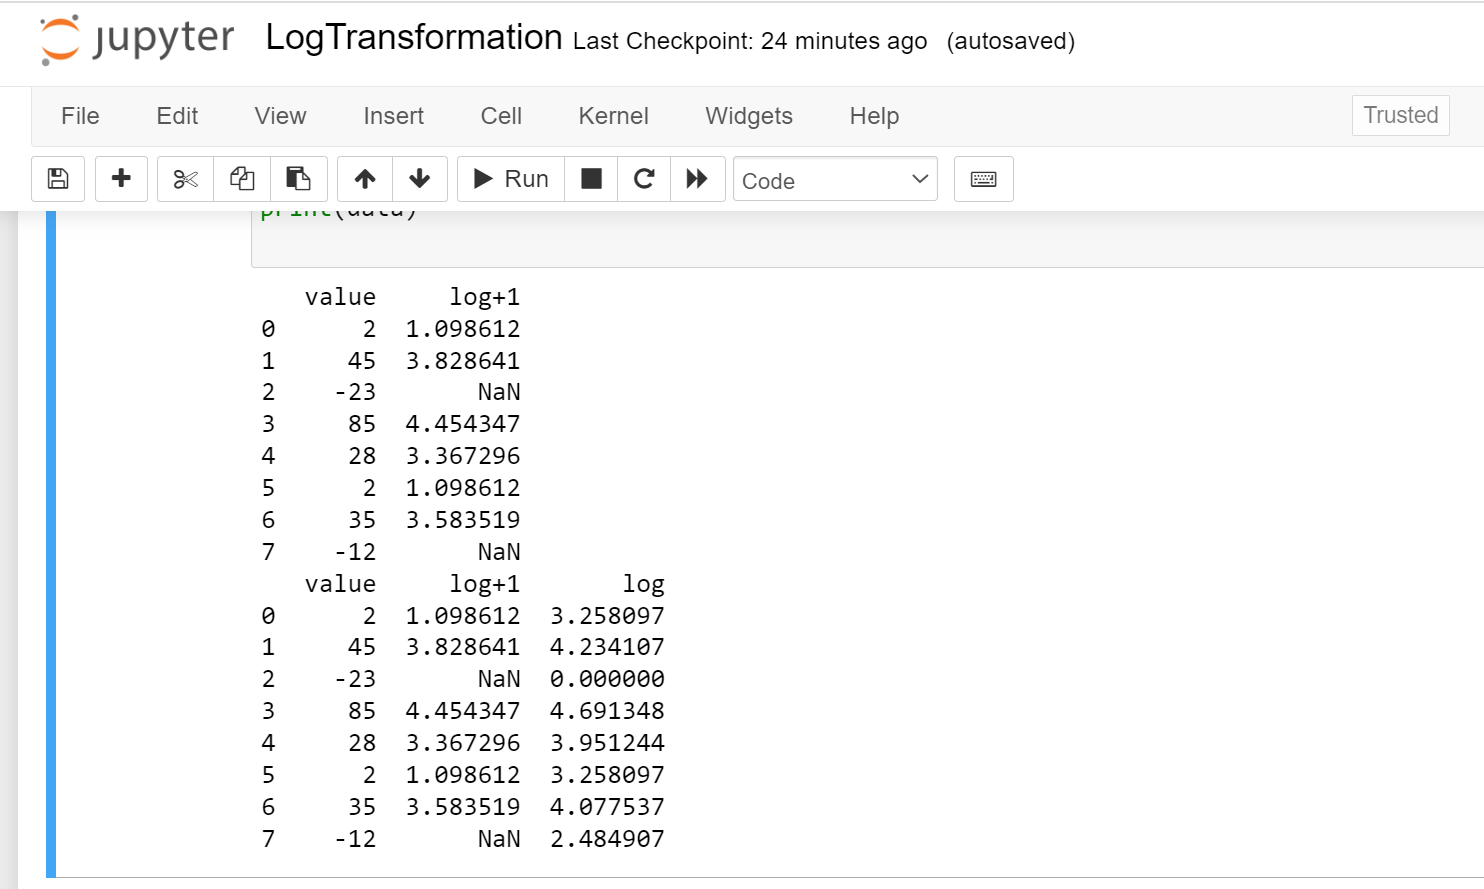 jupyter LogTransformation Last Checkpoint: 24 minutes ago (autosaved)
File Edit View Insert Cell Kernel Widgets Help Trusted
Run Code
print(data)
value log+1
0 2 1.098612
1 45 3.828641
2 -23 NaN
3 85 4.454347
4 28 3.367296
5 2 1.098612
6 35 3.583519
7 -12 NaN
value log+1 log
0 2 1.098612 3.258097
1 45 3.828641 4.234107
2 -23 NaN 0.000000
3 85 4.454347 4.691348
4 28 3.367296 3.951244
5 2 1.098612 3.258097
6 35 3.583519 4.077537
7 -12 NaN 2.484907